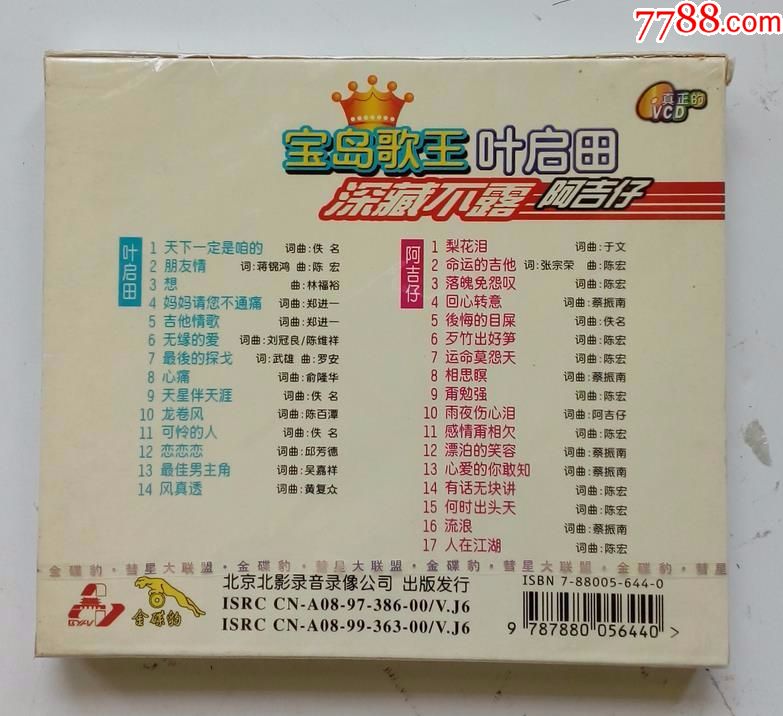 7788.com
中国收藏热线
真正的
VCD
宝岛歌王 叶启田
深藏不露 阿吉仔
叶启田
1 天下一定是咱的 词曲:佚 名
2 朋友情 词:蒋锦鸿 曲:陈 宏
3 想 曲:林福裕
4 妈妈请您不通痛 词曲:郑进一
5 吉他情歌 词曲:郑进一
6 无缘的爱 词曲:刘冠良/陈维祥
7 最後的探戈 词:武雄 曲:罗安
8 心痛 词曲:俞隆华
9 天星伴天涯 词曲:佚 名
10 龙卷风 词曲:陈百潭
11 可怜的人 词曲:佚 名
12 恋恋恋 词曲:邱芳德
13 最佳男主角 词曲:吴嘉祥
14 风真透 词曲:黄复众
阿吉仔
1 梨花泪 词曲:于文
2 命运的吉他 词:张宗荣 曲:陈宏
3 落魄免怨叹 词曲:陈宏
4 回心转意 词曲:蔡振南
5 後悔的目屎 词曲:佚名
6 歹竹出好笋 词曲:陈宏
7 运命莫怨天 词曲:陈宏
8 相思瞑 词曲:蔡振南
9 甭勉强 词曲:陈宏
10 雨夜伤心泪 词曲:阿吉仔
11 感情甭相欠 词曲:陈宏
12 漂泊的笑容 词曲:蔡振南
13 心爱的你敢知 词曲:蔡振南
14 有话无块讲 词曲:陈宏
15 何时出头天 词曲:陈宏
16 流浪 词曲:蔡振南
17 人在江湖 词曲:陈宏
金碟豹·彗星大联盟·金碟豹·彗星大联盟·金碟豹·彗星大联盟·金碟豹·彗星大联盟·金碟豹·彗
金碟豹
北京北影录音录像公司 出版发行
ISRC CN-A08-97-386-00/V.J6
ISRC CN-A08-99-363-00/V.J6
ISBN 7-88005-644-0
9 787880 056440 >